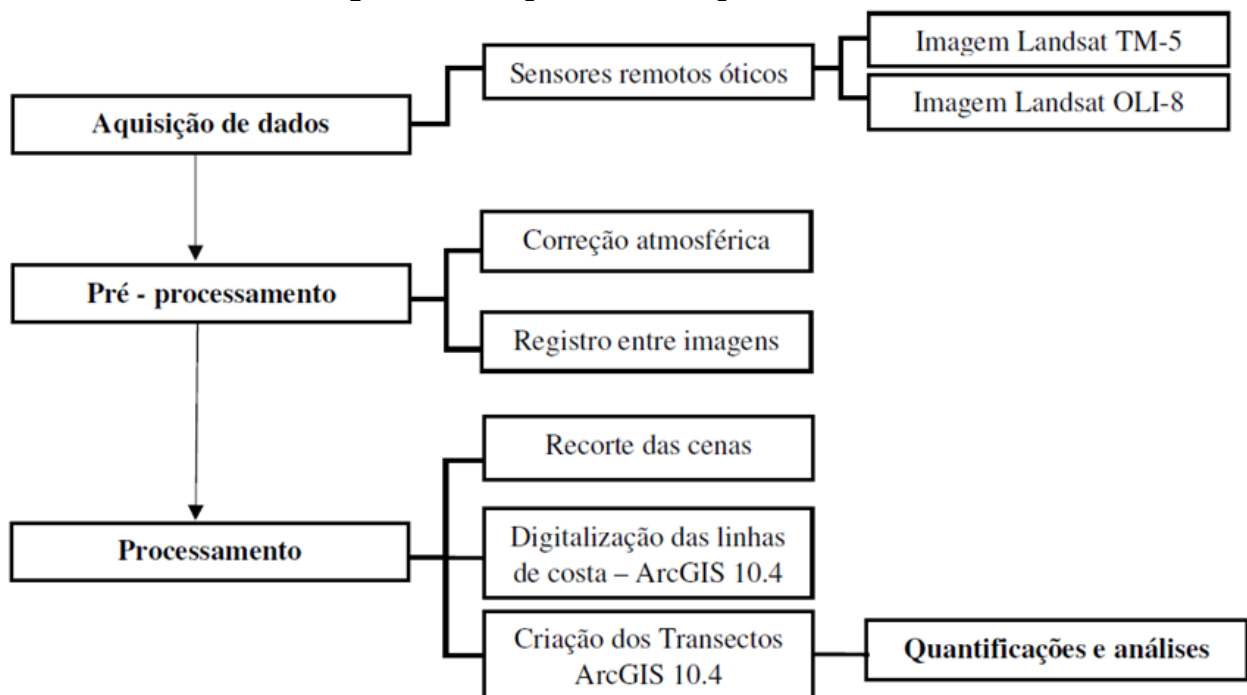 Imagem Landsat TM-5
Sensores remotos óticos
Imagem Landsat OLI-8
Aquisição de dados
Correção atmosférica
Pré - processamento
Registro entre imagens
Recorte das cenas
Processamento
Digitalização das linhas
de costa – ArcGIS 10.4
Criação dos Transectos
ArcGIS 10.4
Quantificações e análises